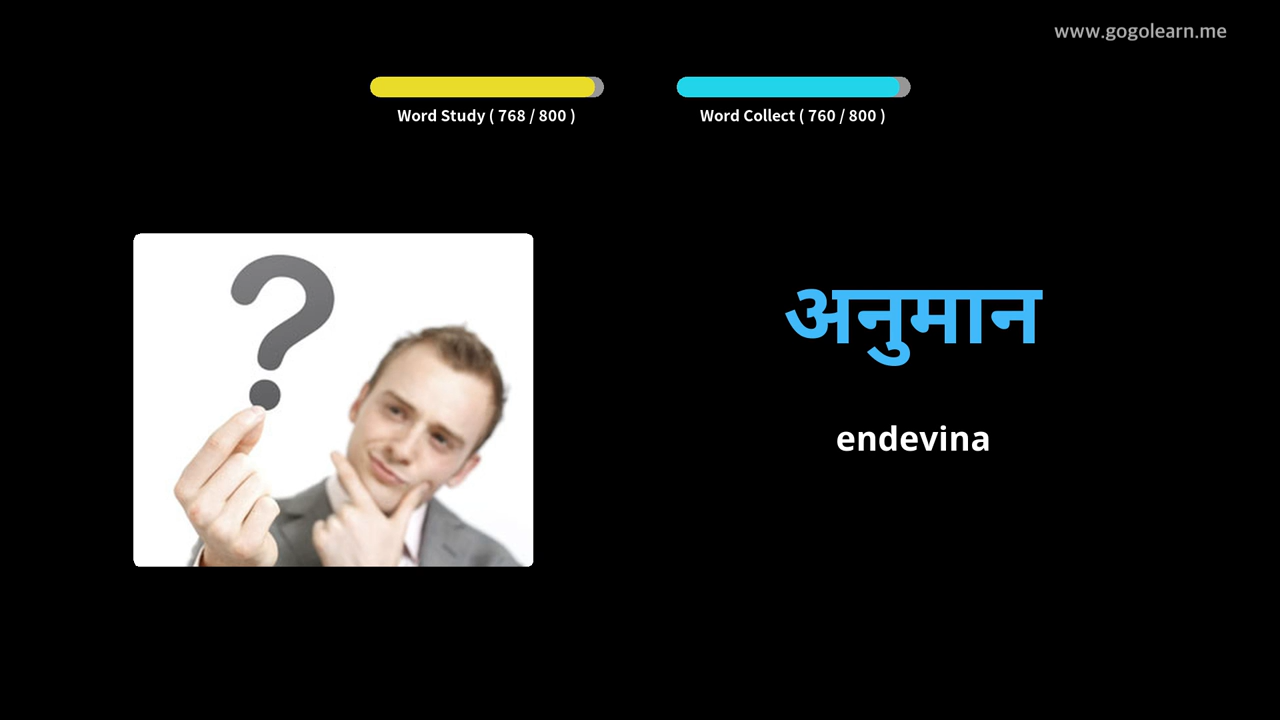 www.gogolearn.me
Word Study ( 768 / 800 )
Word Collect ( 760 / 800 )
?
अनुमान
endevina